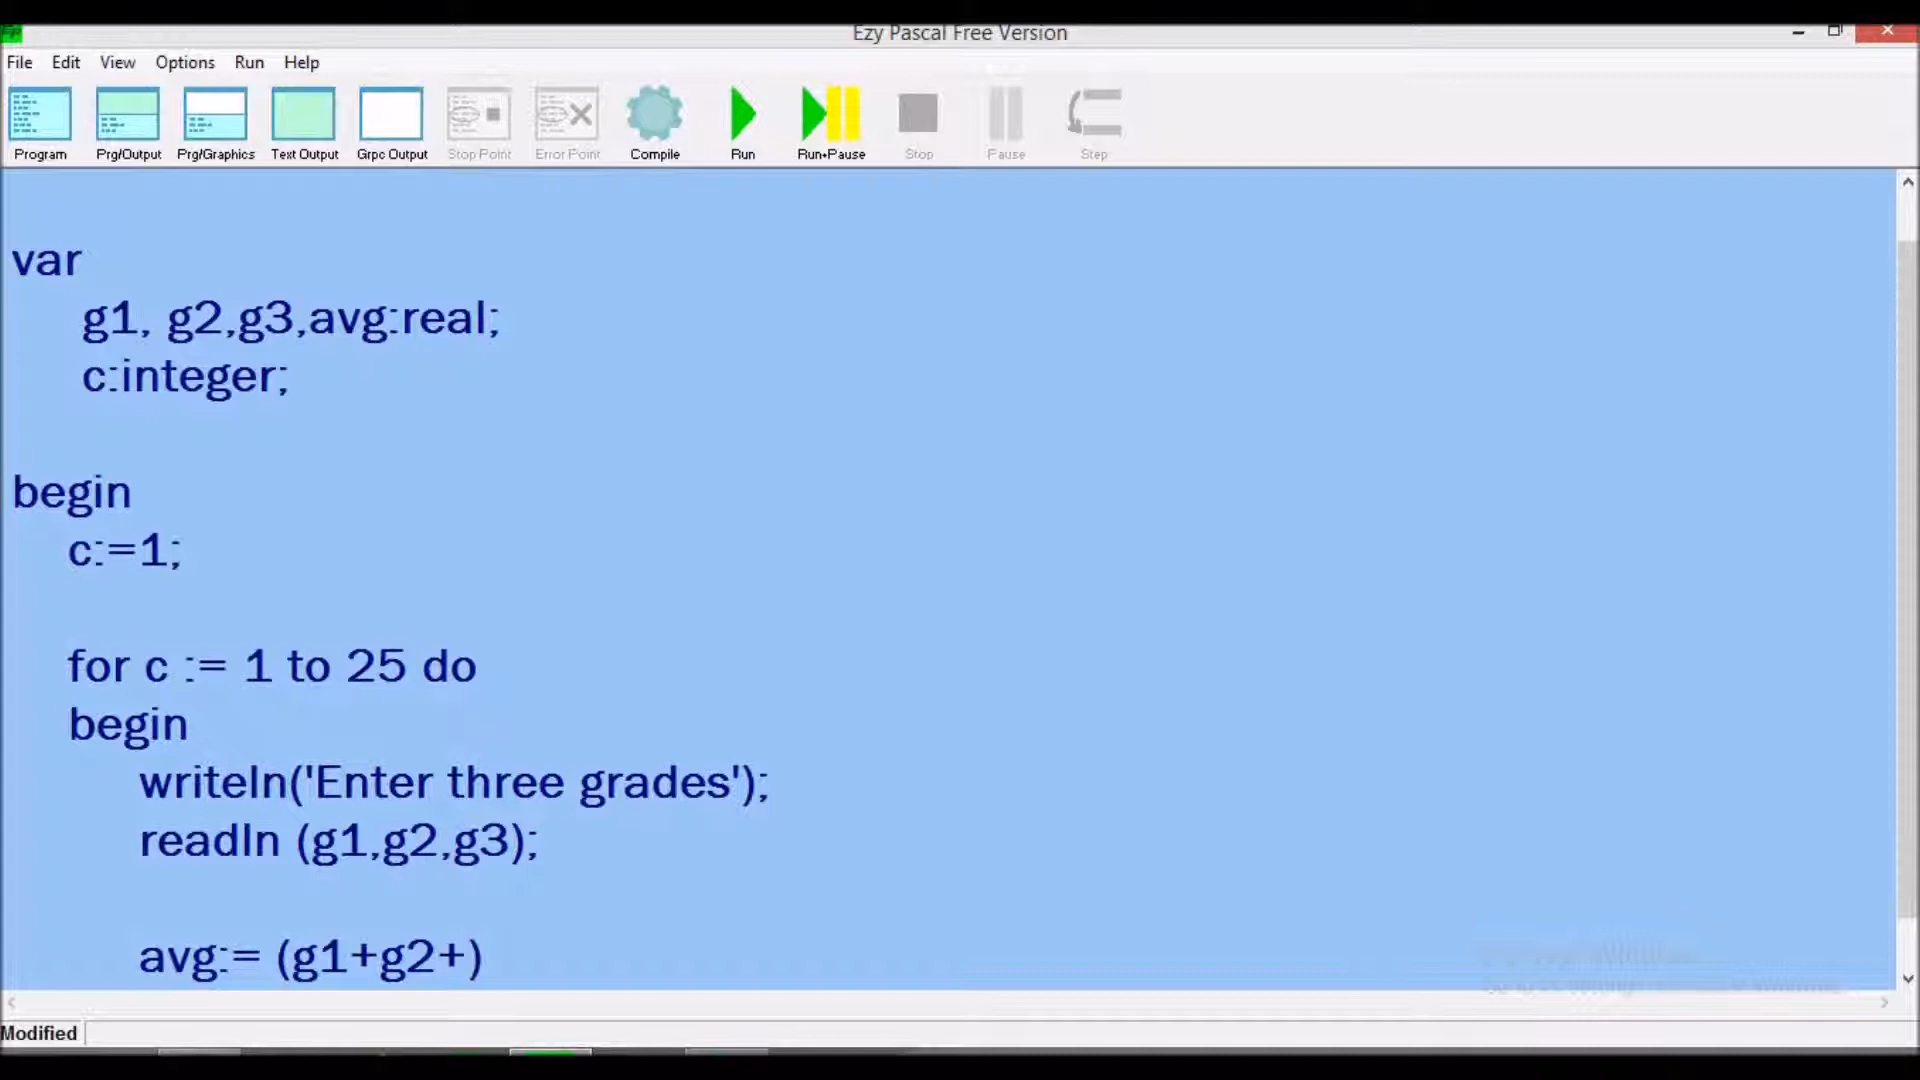 Ep
Ezy Pascal Free Version
File Edit View Options Run Help
Program Prg/Output Prg/Graphics Text Output Grpc Output Stop Point Error Point Compile Run Run+Pause Stop Pause Step
var
g1, g2,g3,avg:real;
c:integer;
begin
c:=1;
for c := 1 to 25 do
begin
writeln('Enter three grades');
readln (g1,g2,g3);
avg:= (g1+g2+)
Modified